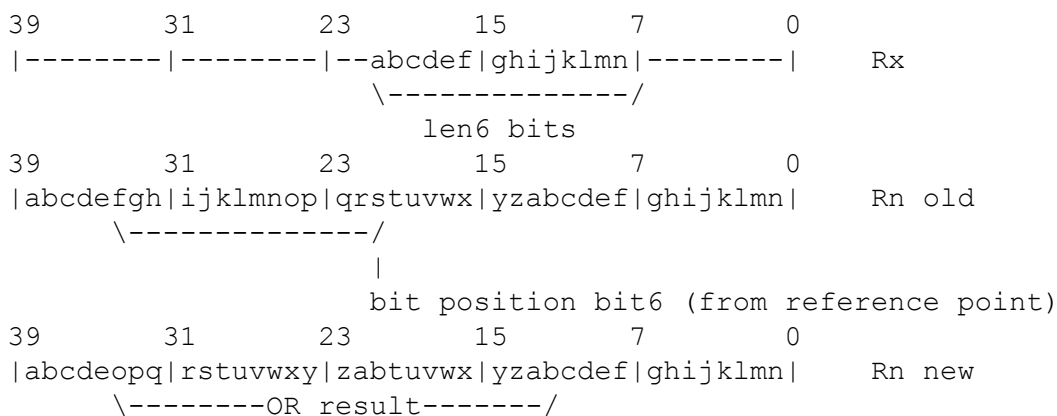 39 31 23 15 7 0
|--------|--------|--abcdef|ghijklmn|--------| Rx
\--------------/
len6 bits
39 31 23 15 7 0
|abcdefgh|ijklmnop|qrstuvwx|yzabcdef|ghijklmn| Rn old
\--------------/
|
bit position bit6 (from reference point)
39 31 23 15 7 0
|abcdeopq|rstuvwxy|zabtuvwx|yzabcdef|ghijklmn| Rn new
\--------OR result-------/